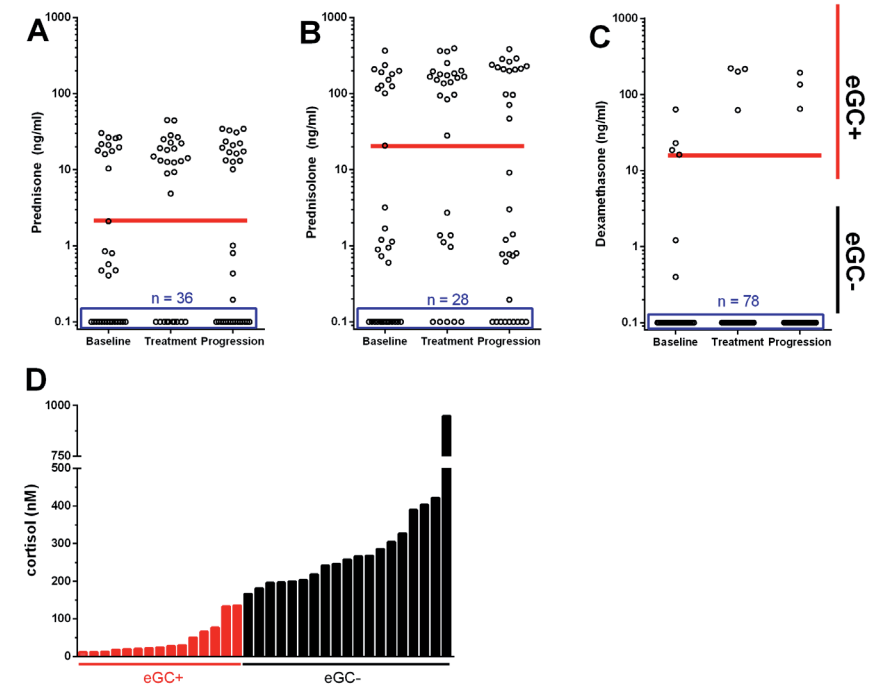 A
Prednisone (ng/ml)
1000
100
10
1
0.1
n = 36
Baseline Treatment Progression
B
Prednisolone (ng/ml)
1000
100
10
1
0.1
n = 28
Baseline Treatment Progression
C
Dexamethasone (ng/ml)
1000
100
10
1
0.1
n = 78
Baseline Treatment Progression
eGC+
eGC-
D
cortisol (nM)
1000
750
500
400
300
200
100
0
eGC+ eGC-